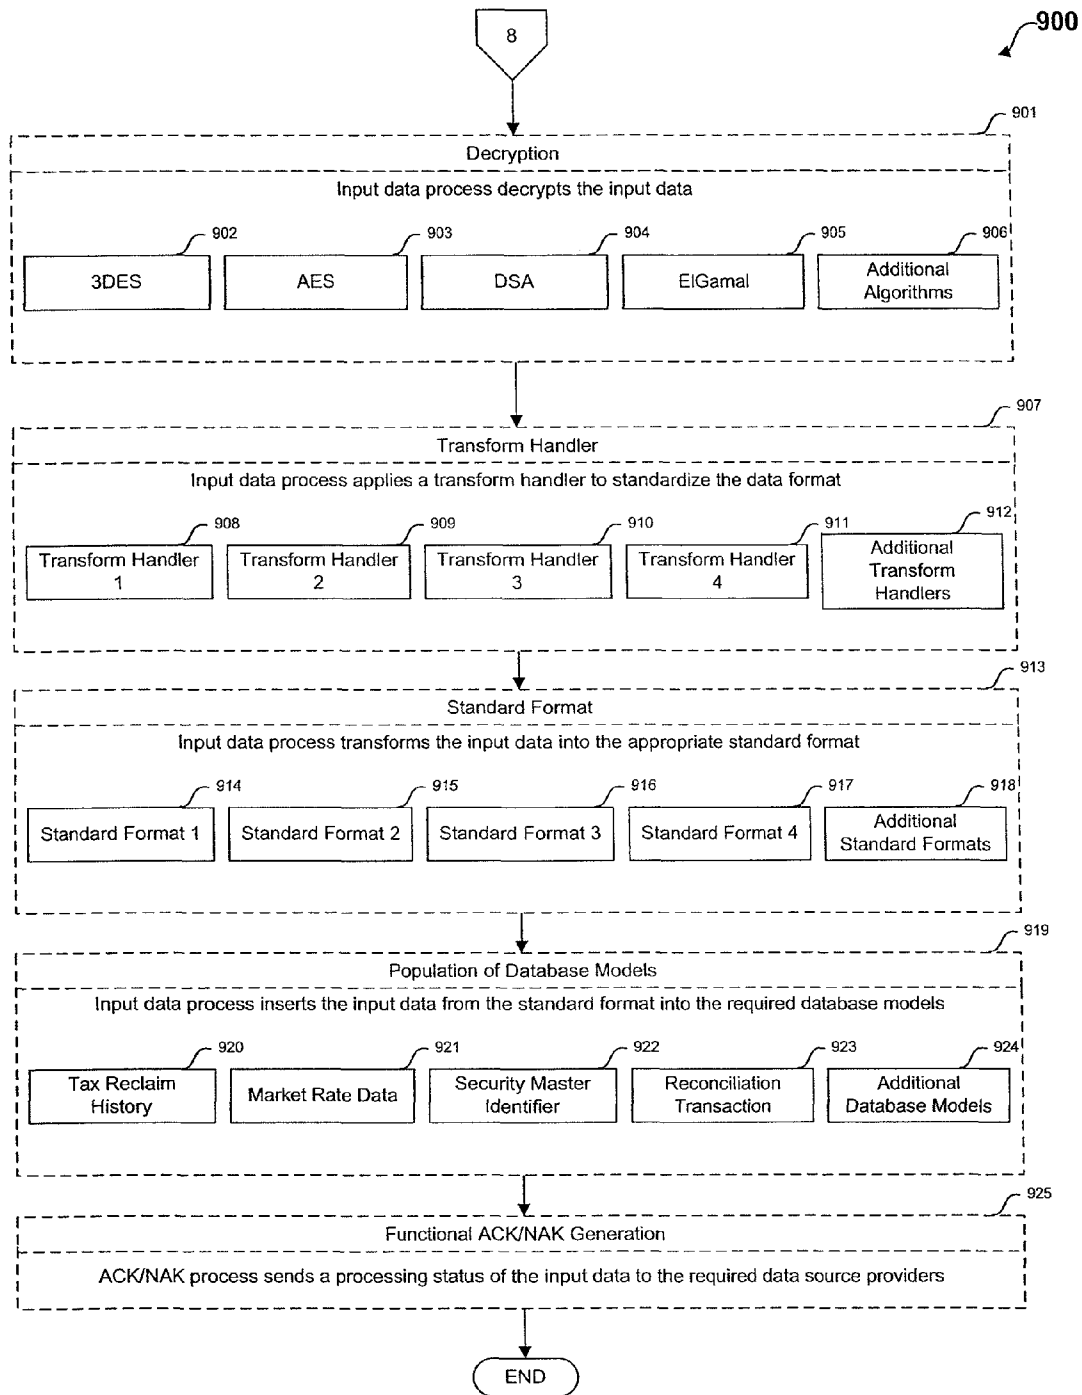 8
900
901
Decryption
Input data process decrypts the input data
902
903
904
905
906
3DES
AES
DSA
ElGamal
Additional
Algorithms
907
Transform Handler
Input data process applies a transform handler to standardize the data format
908
909
910
911
912
Transform Handler
1
Transform Handler
2
Transform Handler
3
Transform Handler
4
Additional
Transform
Handlers
913
Standard Format
Input data process transforms the input data into the appropriate standard format
914
915
916
917
918
Standard Format 1
Standard Format 2
Standard Format 3
Standard Format 4
Additional
Standard Formats
919
Population of Database Models
Input data process inserts the input data from the standard format into the required database models
920
921
922
923
924
Tax Reclaim
History
Market Rate Data
Security Master
Identifier
Reconciliation
Transaction
Additional
Database Models
925
Functional ACK/NAK Generation
ACK/NAK process sends a processing status of the input data to the required data source providers
END